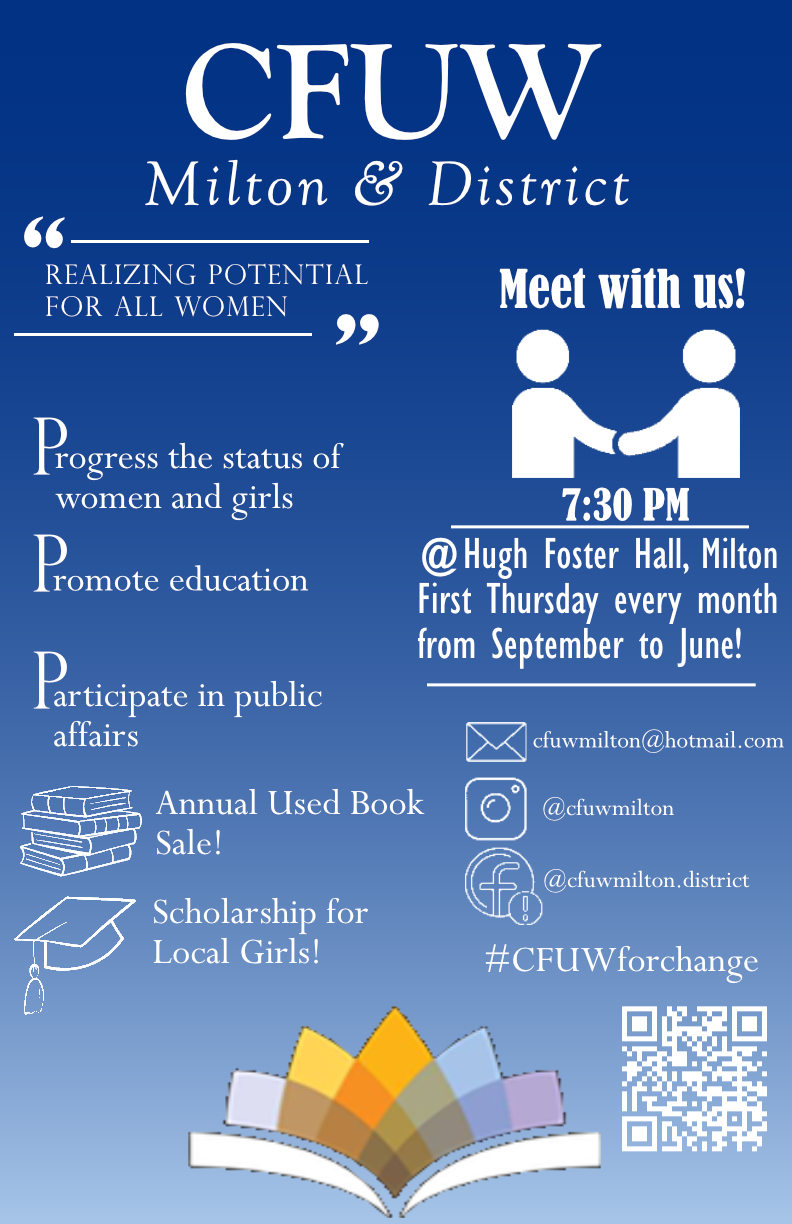 CFUW
Milton & District
“
REALIZING POTENTIAL
FOR ALL WOMEN
”
Progress the status of
women and girls
Promote education
Participate in public
affairs
Annual Used Book
Sale!
Scholarship for
Local Girls!
Meet with us!
7:30 PM
@Hugh Foster Hall, Milton
First Thursday every month
from September to June!
cfuwmilton@hotmail.com
@cfuwmilton
@cfuwmilton.district
#CFUWforchange